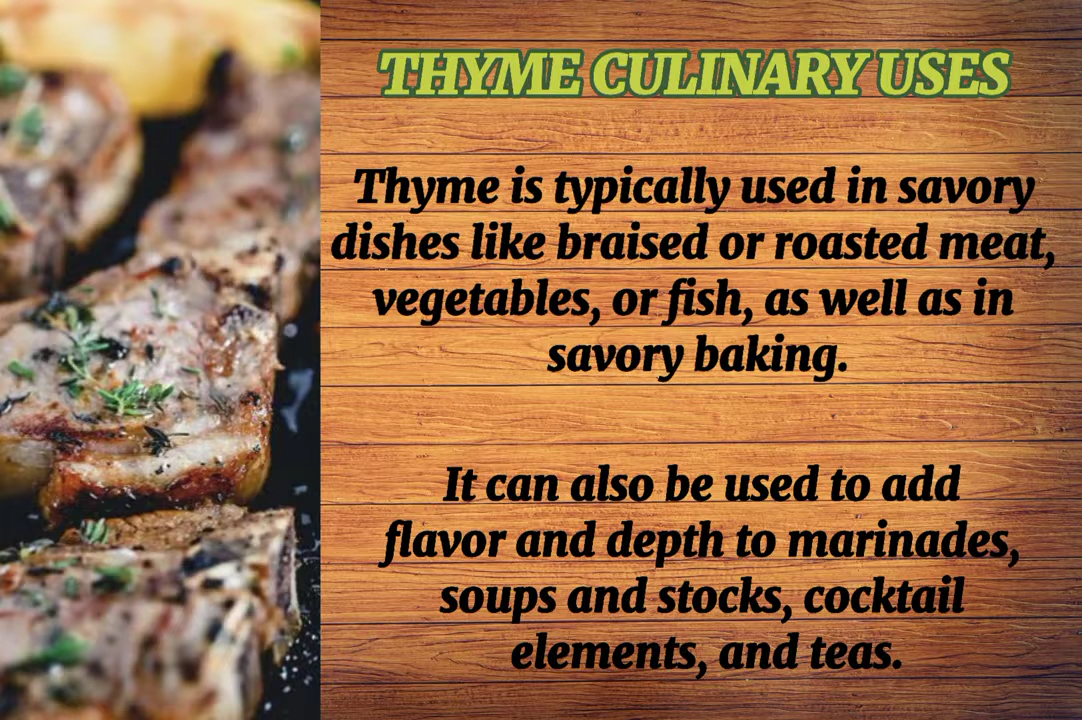 THYME CULINARY USES
Thyme is typically used in savory
dishes like braised or roasted meat,
vegetables, or fish, as well as in
savory baking.
It can also be used to add
flavor and depth to marinades,
soups and stocks, cocktail
elements, and teas.